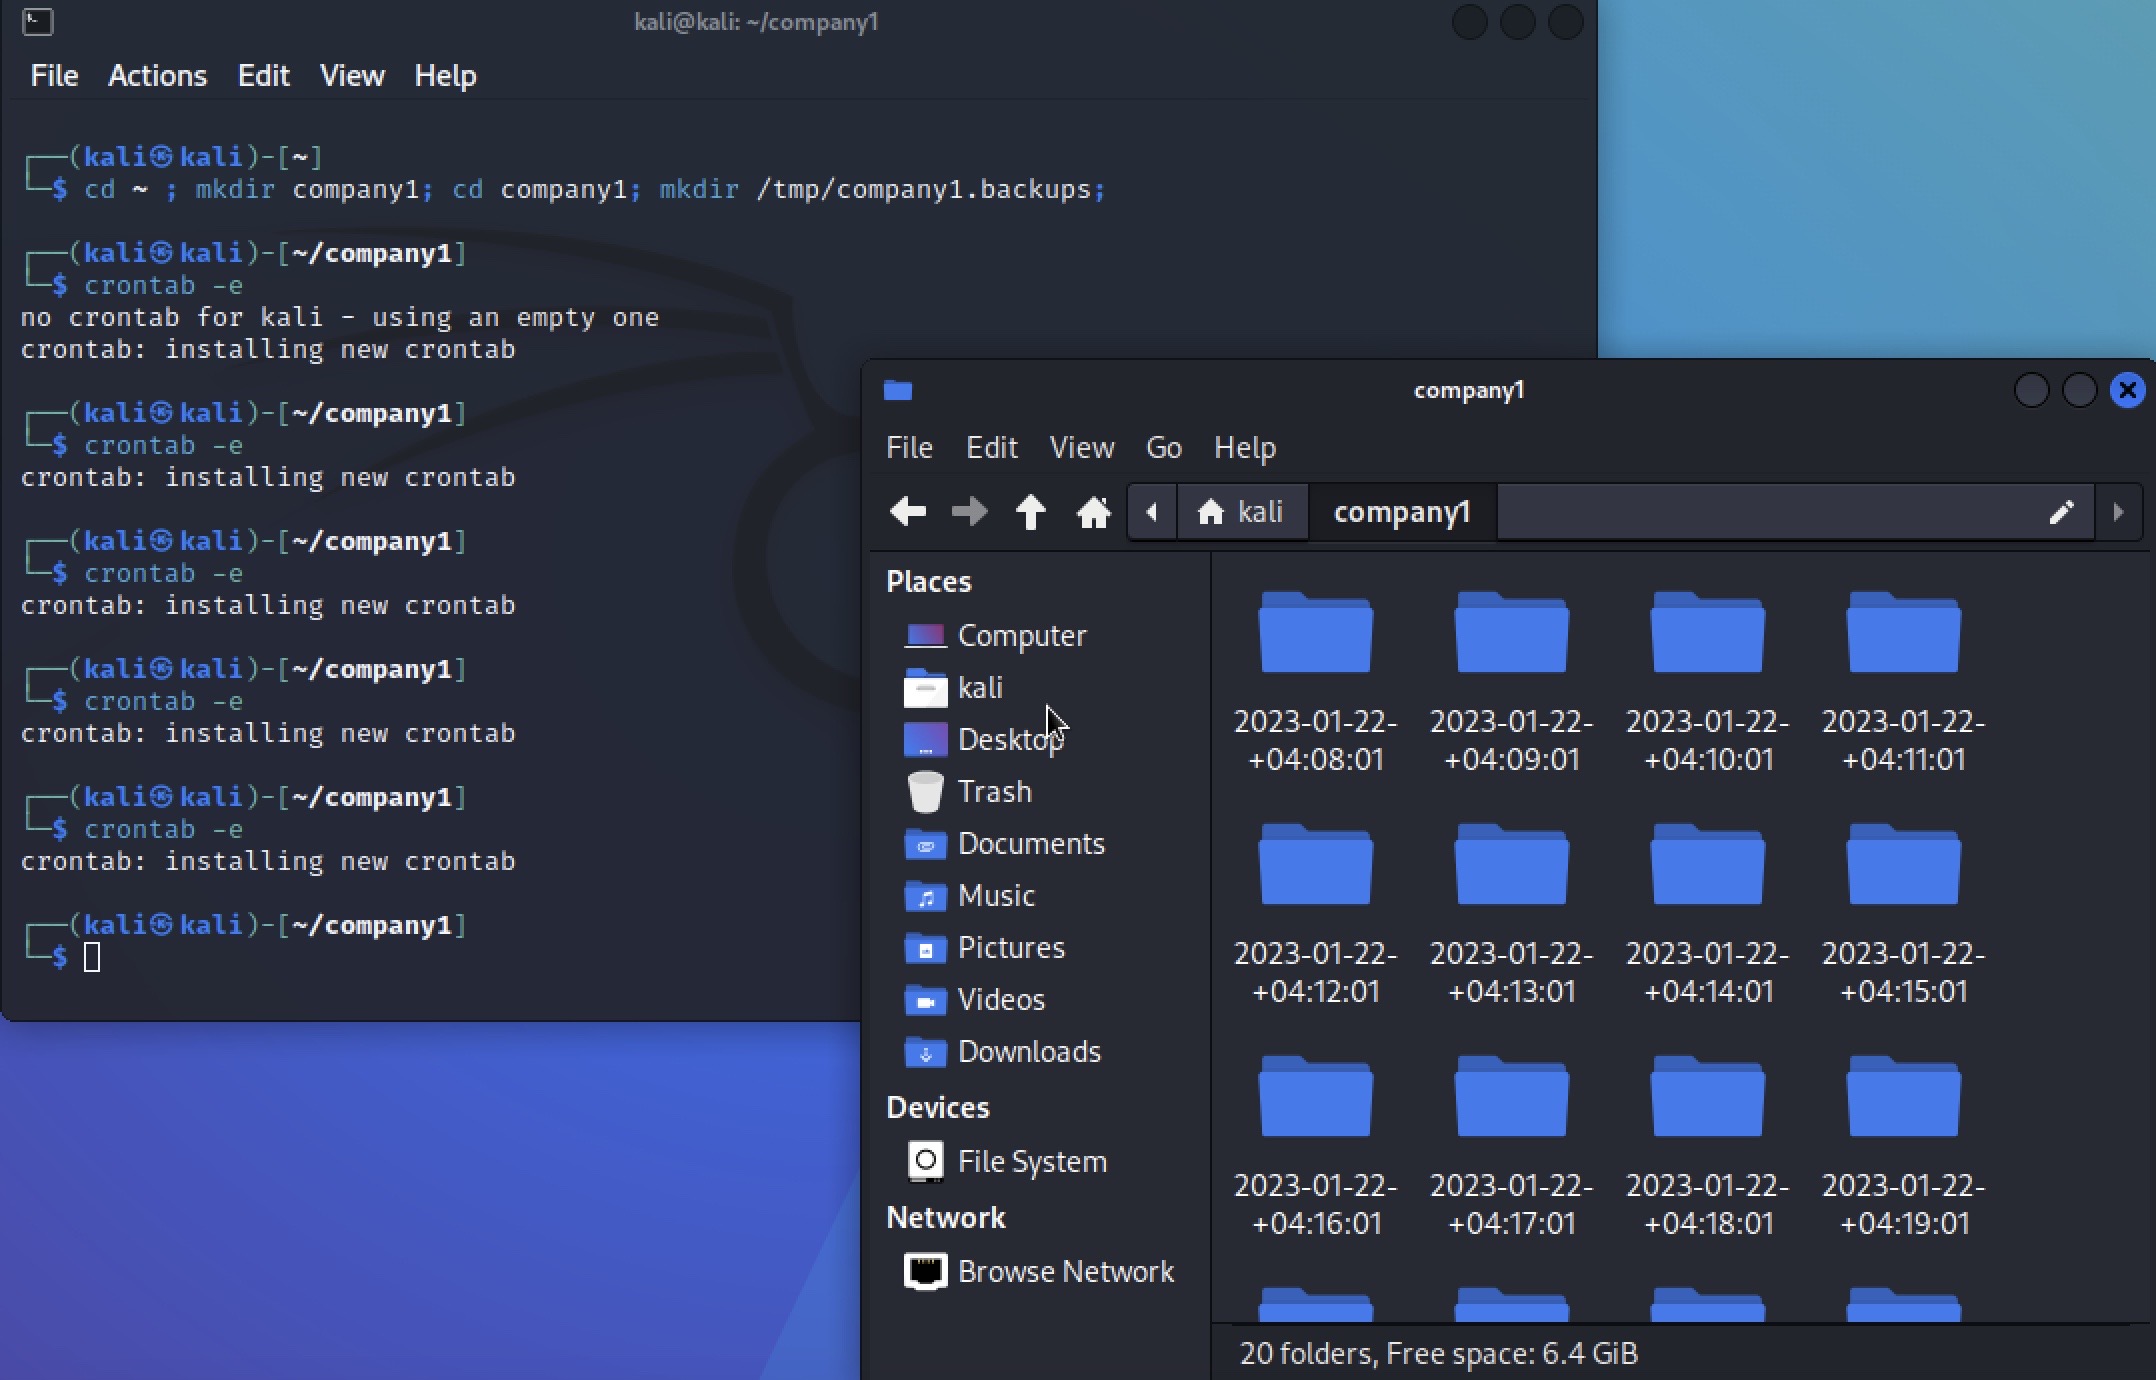 kali@kali: ~/company1
File Actions Edit View Help
┌──(kali㉿kali)-[~]
└─$ cd ~ ; mkdir company1; cd company1; mkdir /tmp/company1.backups;
┌──(kali㉿kali)-[~/company1]
└─$ crontab -e
no crontab for kali - using an empty one
crontab: installing new crontab
┌──(kali㉿kali)-[~/company1]
└─$ crontab -e
crontab: installing new crontab
┌──(kali㉿kali)-[~/company1]
└─$ crontab -e
crontab: installing new crontab
┌──(kali㉿kali)-[~/company1]
└─$ crontab -e
crontab: installing new crontab
┌──(kali㉿kali)-[~/company1]
└─$ crontab -e
crontab: installing new crontab
┌──(kali㉿kali)-[~/company1]
└─$
company1
File Edit View Go Help
kali company1
Places
Computer
kali
Desktop
Trash
Documents
Music
Pictures
Videos
Downloads
Devices
File System
Network
Browse Network
2023-01-22- 2023-01-22- 2023-01-22- 2023-01-22-
+04:08:01 +04:09:01 +04:10:01 +04:11:01
2023-01-22- 2023-01-22- 2023-01-22- 2023-01-22-
+04:12:01 +04:13:01 +04:14:01 +04:15:01
2023-01-22- 2023-01-22- 2023-01-22- 2023-01-22-
+04:16:01 +04:17:01 +04:18:01 +04:19:01
20 folders, Free space: 6.4 GiB